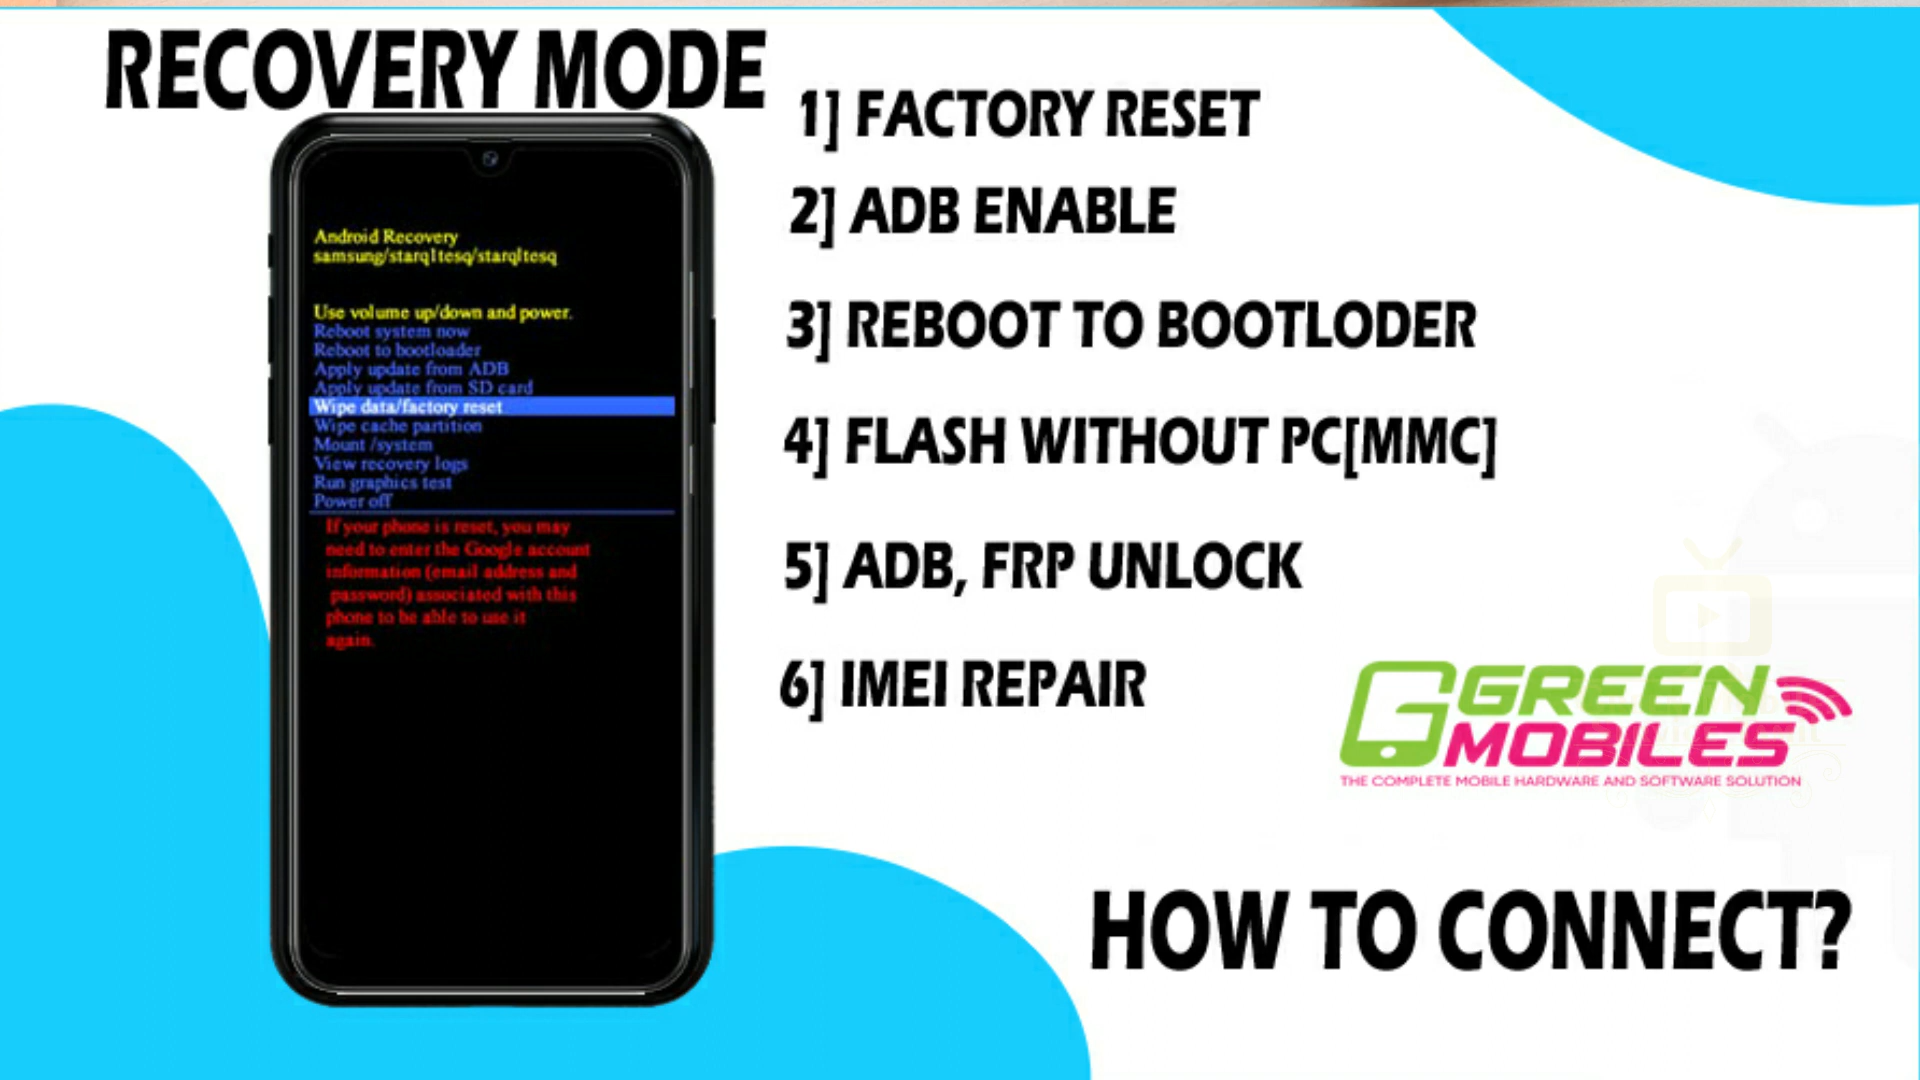 RECOVERY MODE
Android Recovery
samsung/starq1tesq/starqltesq
Use volume up/down and power.
Reboot system now
Reboot to bootloader
Apply update from ADB
Apply update from SD card
Wipe data/factory reset
Wipe cache partition
Mount /system
View recovery logs
Run graphics test
Power off
If your phone is reset, you may
need to enter the Google account
information (email address and
password) associated with this
phone to be able to use it
again.
1] FACTORY RESET
2] ADB ENABLE
3] REBOOT TO BOOTLODER
4] FLASH WITHOUT PC[MMC]
5] ADB, FRP UNLOCK
6] IMEI REPAIR
GREEN
MOBILES
THE COMPLETE MOBILE HARDWARE AND SOFTWARE SOLUTION
HOW TO CONNECT?